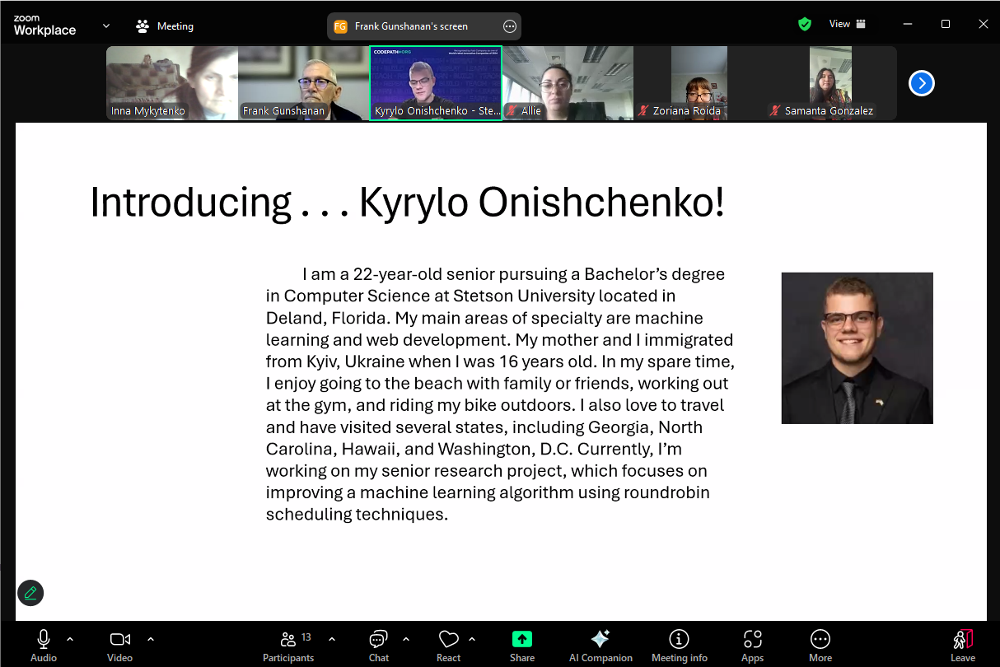 zoom
Workplace
Meeting
FG Frank Gunshanan's screen
View
CODEPATH*ORG
Inna Mykytenko
Frank Gunshanan
Kyrylo Onishchenko - Ste...
Allie
Zoriana Roida
Samanta Gonzalez
Introducing . . . Kyrylo Onishchenko!
I am a 22-year-old senior pursuing a Bachelor’s degree
in Computer Science at Stetson University located in
Deland, Florida. My main areas of specialty are machine
learning and web development. My mother and I immigrated
from Kyiv, Ukraine when I was 16 years old. In my spare time,
I enjoy going to the beach with family or friends, working out
at the gym, and riding my bike outdoors. I also love to travel
and have visited several states, including Georgia, North
Carolina, Hawaii, and Washington, D.C. Currently, I’m
working on my senior research project, which focuses on
improving a machine learning algorithm using roundrobin
scheduling techniques.
13
Audio
Video
Participants
Chat
React
Share
AI Companion
Meeting info
Apps
More
Leave